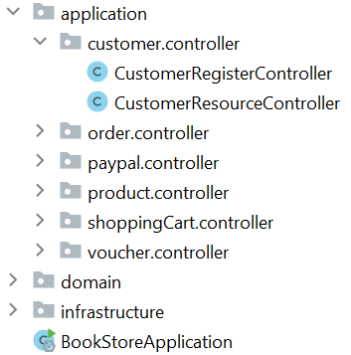 application
customer.controller
CustomerRegisterController
CustomerResourceController
order.controller
paypal.controller
product.controller
shoppingCart.controller
voucher.controller
domain
infrastructure
BookStoreApplication